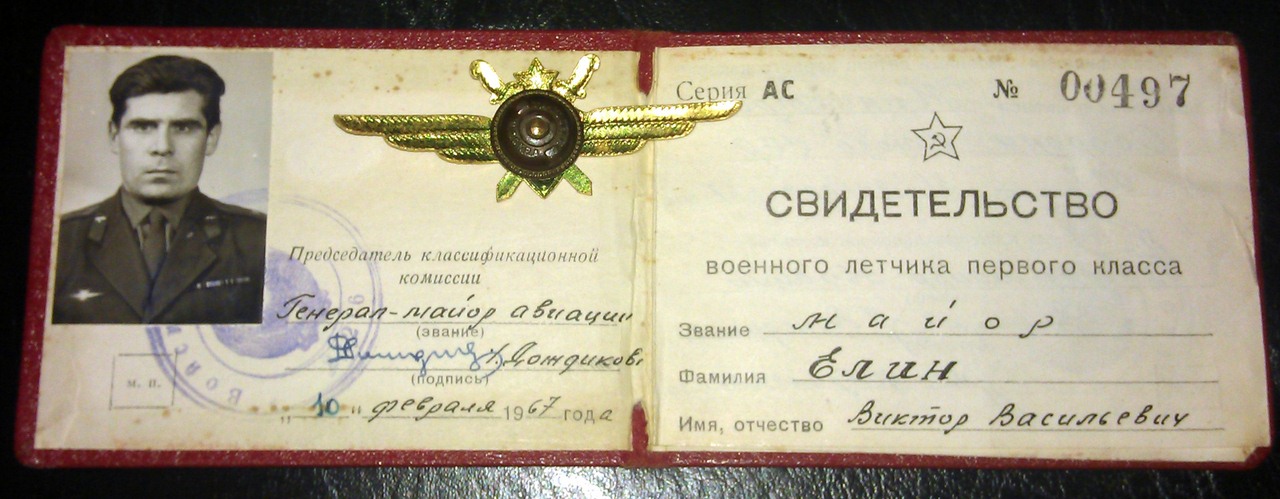 Председатель классификационной
комиссии
Генерал-майор авиации
(звание)
/Дождиков/
(подпись)
м. п.
„ 10 " февраля 1967 года
Серия АС № 00497
СВИДЕТЕЛЬСТВО
военного летчика первого класса
Звание майор
Фамилия Елин
Имя, отчество Виктор Васильевич